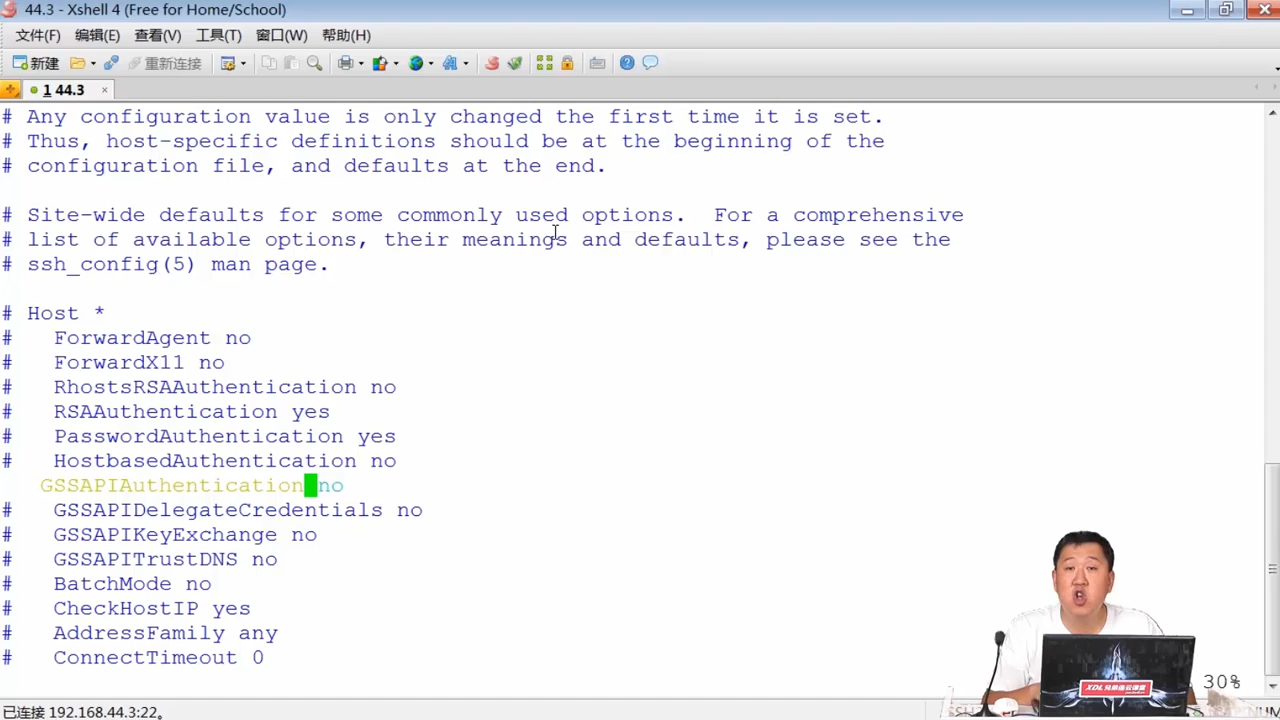 44.3 - Xshell 4 (Free for Home/School)
文件(F) 编辑(E) 查看(V) 工具(T) 窗口(W) 帮助(H)
新建 重新连接
1 44.3
# Any configuration value is only changed the first time it is set.
# Thus, host-specific definitions should be at the beginning of the
# configuration file, and defaults at the end.
# Site-wide defaults for some commonly used options.  For a comprehensive
# list of available options, their meanings and defaults, please see the
# ssh_config(5) man page.
# Host *
#   ForwardAgent no
#   ForwardX11 no
#   RhostsRSAAuthentication no
#   RSAAuthentication yes
#   PasswordAuthentication yes
#   HostbasedAuthentication no
GSSAPIAuthentication no
#   GSSAPIDelegateCredentials no
#   GSSAPIKeyExchange no
#   GSSAPITrustDNS no
#   BatchMode no
#   CheckHostIP yes
#   AddressFamily any
#   ConnectTimeout 0
30%
已连接 192.168.44.3:22。